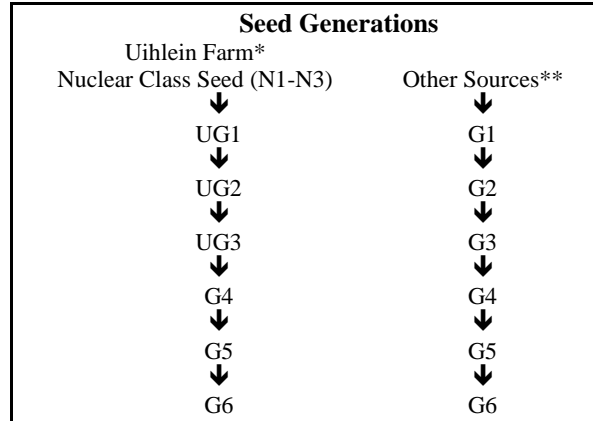 Seed Generations
Uihlein Farm*
Nuclear Class Seed (N1-N3) Other Sources**
🡻 🡻
UG1 G1
🡻 🡻
UG2 G2
🡻 🡻
UG3 G3
🡻 🡻
G4 G4
🡻 🡻
G5 G5
🡻 🡻
G6 G6